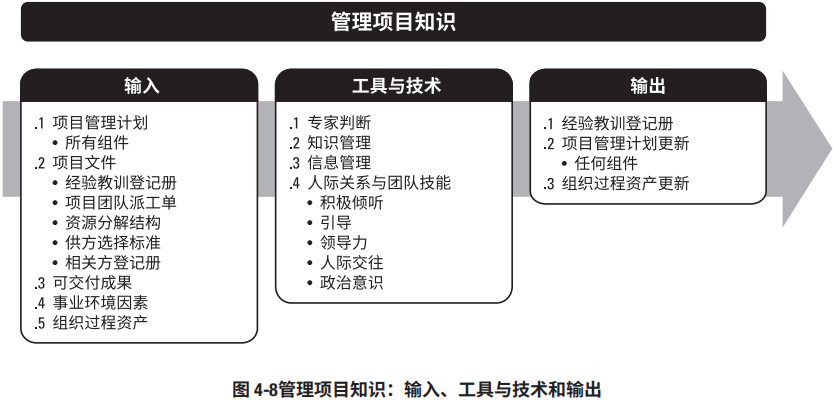 管理项目知识
输入
.1 项目管理计划
• 所有组件
.2 项目文件
• 经验教训登记册
• 项目团队派工单
• 资源分解结构
• 供方选择标准
• 相关方登记册
.3 可交付成果
.4 事业环境因素
.5 组织过程资产
工具与技术
.1 专家判断
.2 知识管理
.3 信息管理
.4 人际关系与团队技能
• 积极倾听
• 引导
• 领导力
• 人际交往
• 政治意识
输出
.1 经验教训登记册
.2 项目管理计划更新
• 任何组件
.3 组织过程资产更新
图 4-8管理项目知识：输入、工具与技术和输出